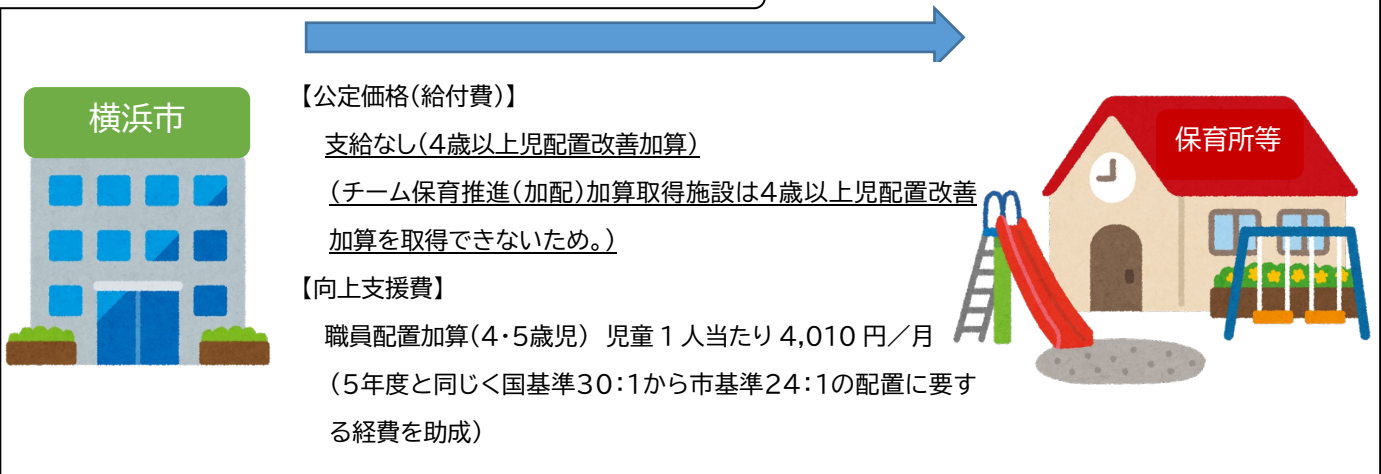 横浜市
【公定価格(給付費)】
支給なし(4歳以上児配置改善加算)
(チーム保育推進(加配)加算取得施設は4歳以上児配置改善
加算を取得できないため。)
【向上支援費】
職員配置加算(4・5歳児) 児童1人当たり 4,010 円/月
(5年度と同じく国基準30:1から市基準24:1の配置に要す
る経費を助成)
保育所等